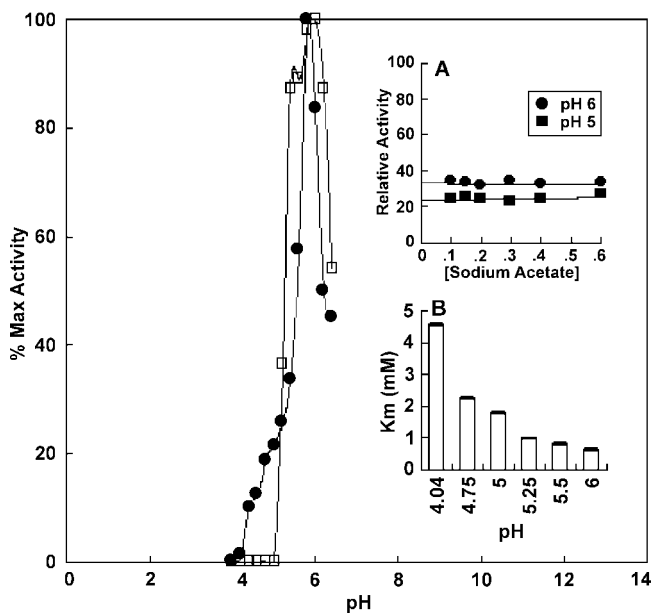 100
80
60
40
20
0
% Max Activity
0 2 4 6 8 10 12 14
pH
A
100
80
60
40
20
0
Relative Activity
pH 6
pH 5
0 .1 .2 .3 .4 .5 .6
[Sodium Acetate]
B
5
4
3
2
1
0
Km (mM)
4.04 4.75 5 5.25 5.5 6
pH